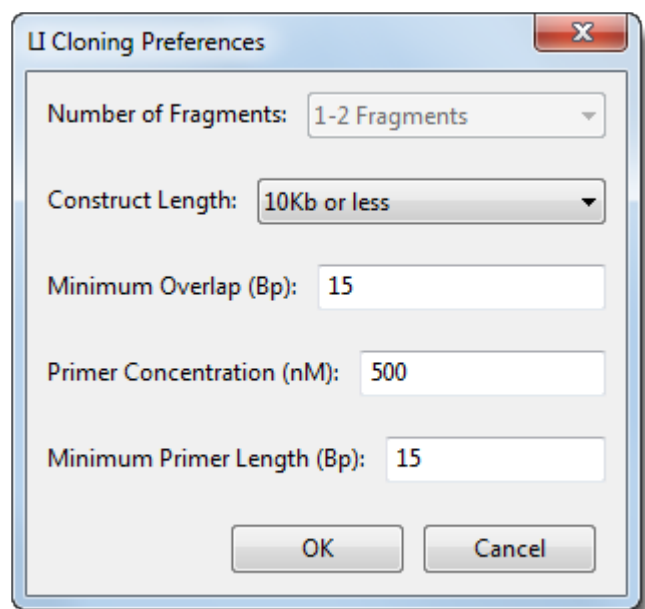 LI Cloning Preferences
Number of Fragments: 1-2 Fragments
Construct Length: 10Kb or less
Minimum Overlap (Bp): 15
Primer Concentration (nM): 500
Minimum Primer Length (Bp): 15
OK Cancel